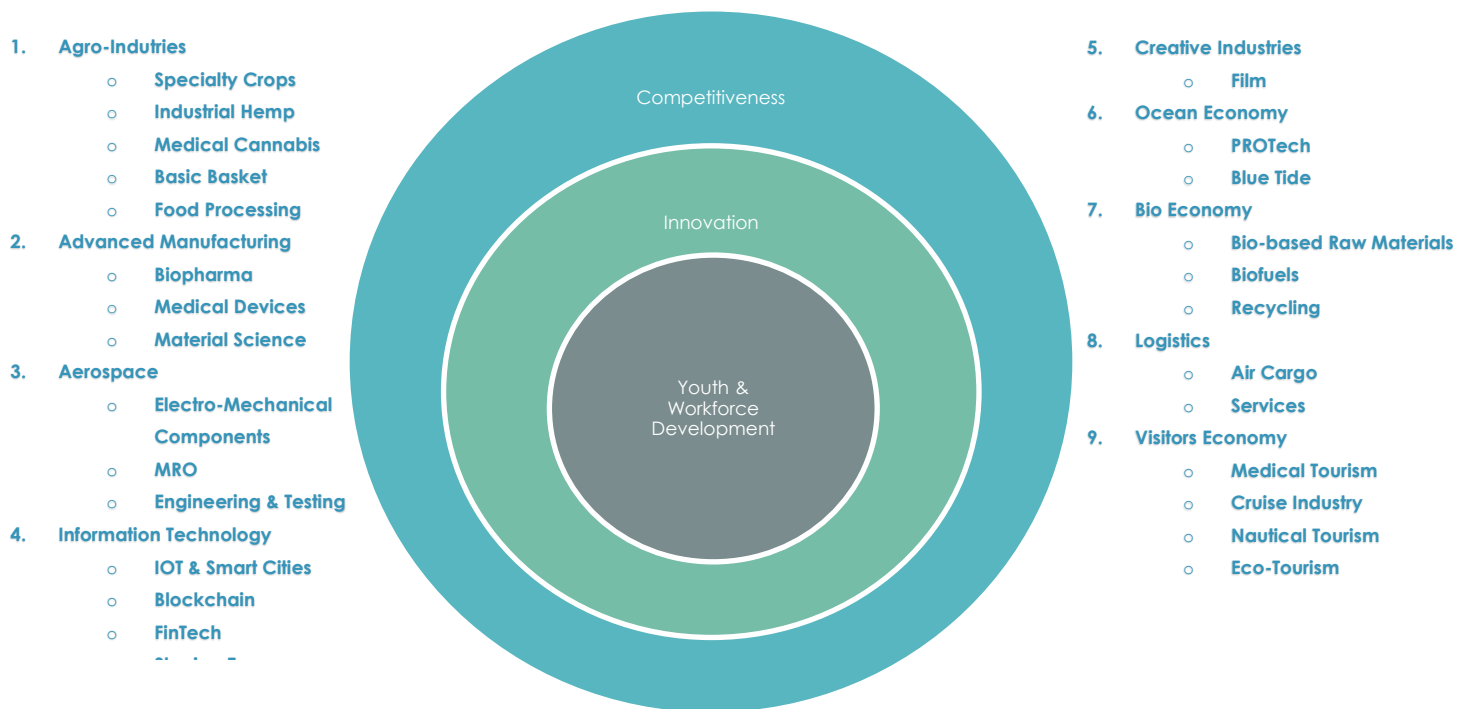 1. Agro-Indutries
o Specialty Crops
o Industrial Hemp
o Medical Cannabis
o Basic Basket
o Food Processing
2. Advanced Manufacturing
o Biopharma
o Medical Devices
o Material Science
3. Aerospace
o Electro-Mechanical
Components
o MRO
o Engineering & Testing
4. Information Technology
o IOT & Smart Cities
o Blockchain
o FinTech
Competitiveness
Innovation
Youth &
Workforce
Development
5. Creative Industries
o Film
6. Ocean Economy
o PROTech
o Blue Tide
7. Bio Economy
o Bio-based Raw Materials
o Biofuels
o Recycling
8. Logistics
o Air Cargo
o Services
9. Visitors Economy
o Medical Tourism
o Cruise Industry
o Nautical Tourism
o Eco-Tourism